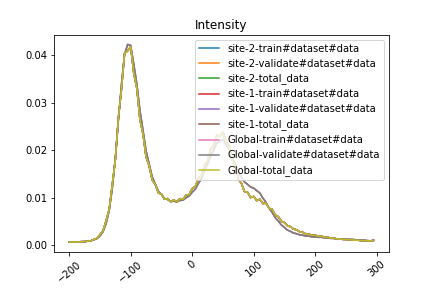 Intensity
0.04
0.03
0.02
0.01
0.00
site-2-train#dataset#data
site-2-validate#dataset#data
site-2-total_data
site-1-train#dataset#data
site-1-validate#dataset#data
site-1-total_data
Global-train#dataset#data
Global-validate#dataset#data
Global-total_data
-200
-100
0
100
200
300